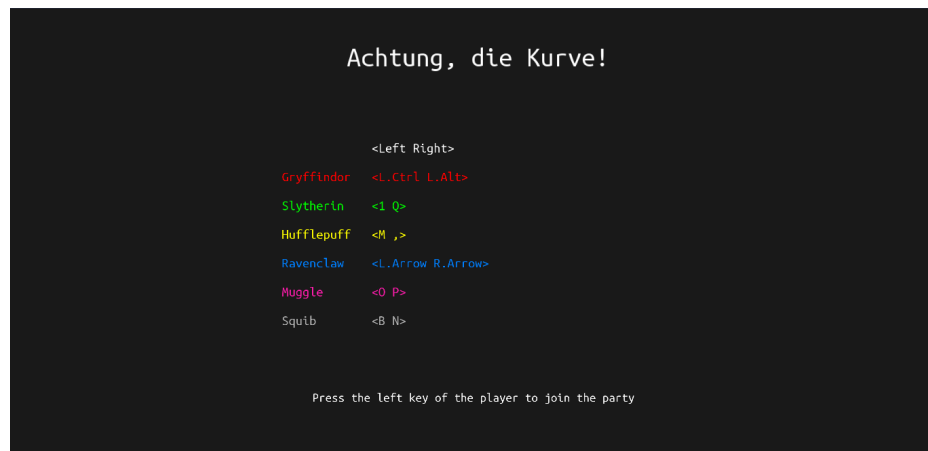 Achtung, die Kurve!
<Left Right>
Gryffindor <L.Ctrl L.Alt>
Slytherin <1 Q>
Hufflepuff <M ,>
Ravenclaw <L.Arrow R.Arrow>
Muggle <O P>
Squib <B N>
Press the left key of the player to join the party